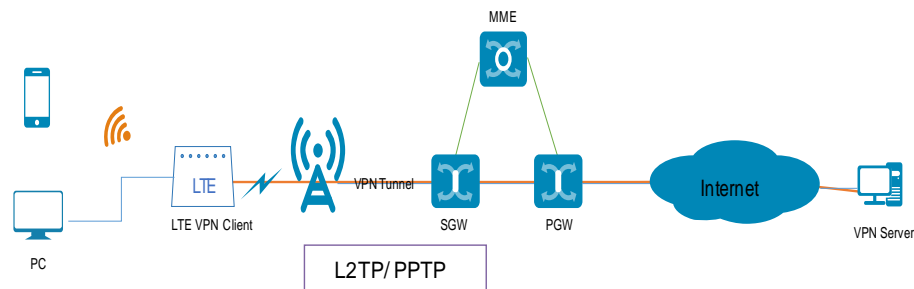 MME
LTE
VPN Tunnel
Internet
LTE VPN Client
SGW
PGW
VPN Server
PC
L2TP/ PPTP